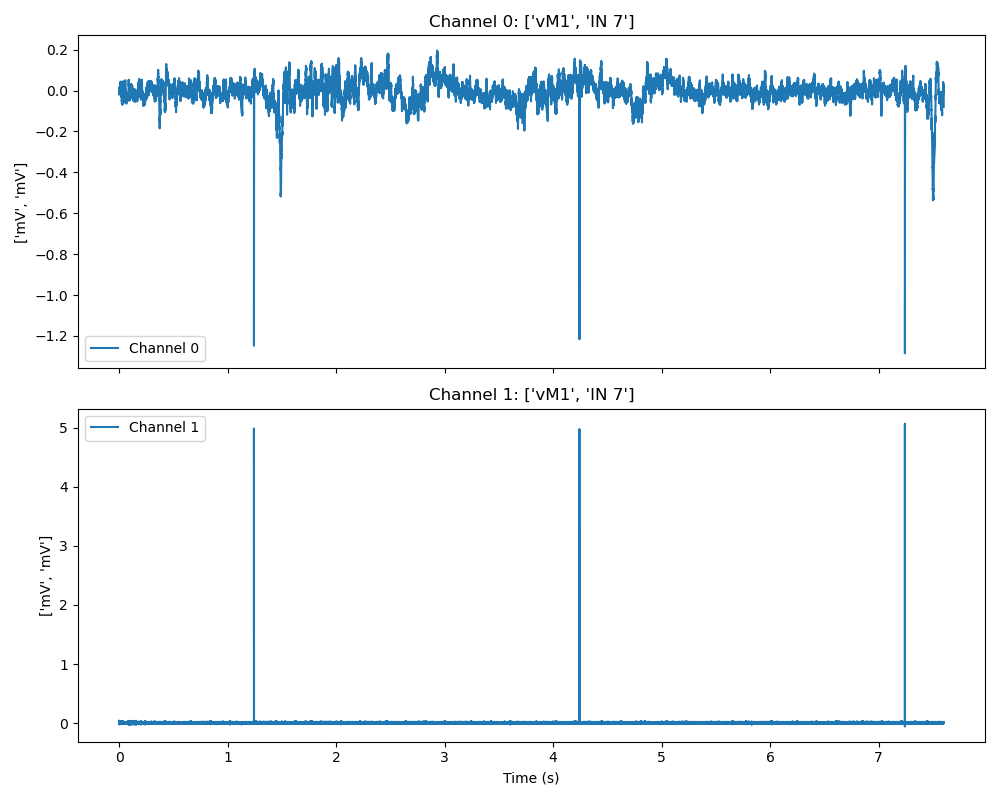 Channel 0: ['vM1', 'IN 7']
0.2
0.0
−0.2
−0.4
−0.6
−0.8
−1.0
−1.2
['mV', 'mV']
Channel 0
Channel 1: ['vM1', 'IN 7']
Channel 1
5
4
3
2
1
0
['mV', 'mV']
0 1 2 3 4 5 6 7
Time (s)